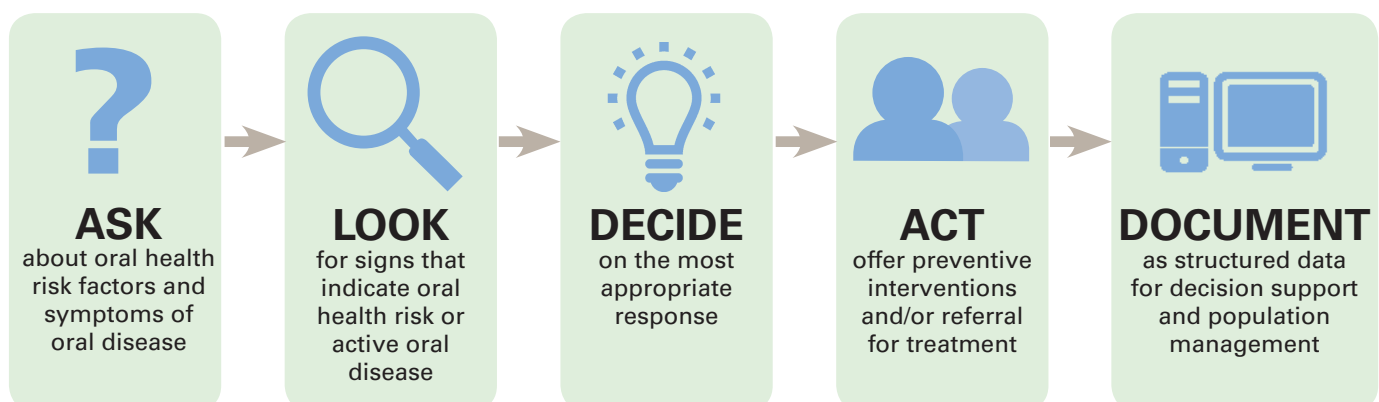 ASK
about oral health
risk factors and
symptoms of
oral disease
LOOK
for signs that
indicate oral
health risk or
active oral
disease
DECIDE
on the most
appropriate
response
ACT
offer preventive
interventions
and/or referral
for treatment
DOCUMENT
as structured data
for decision support
and population
management